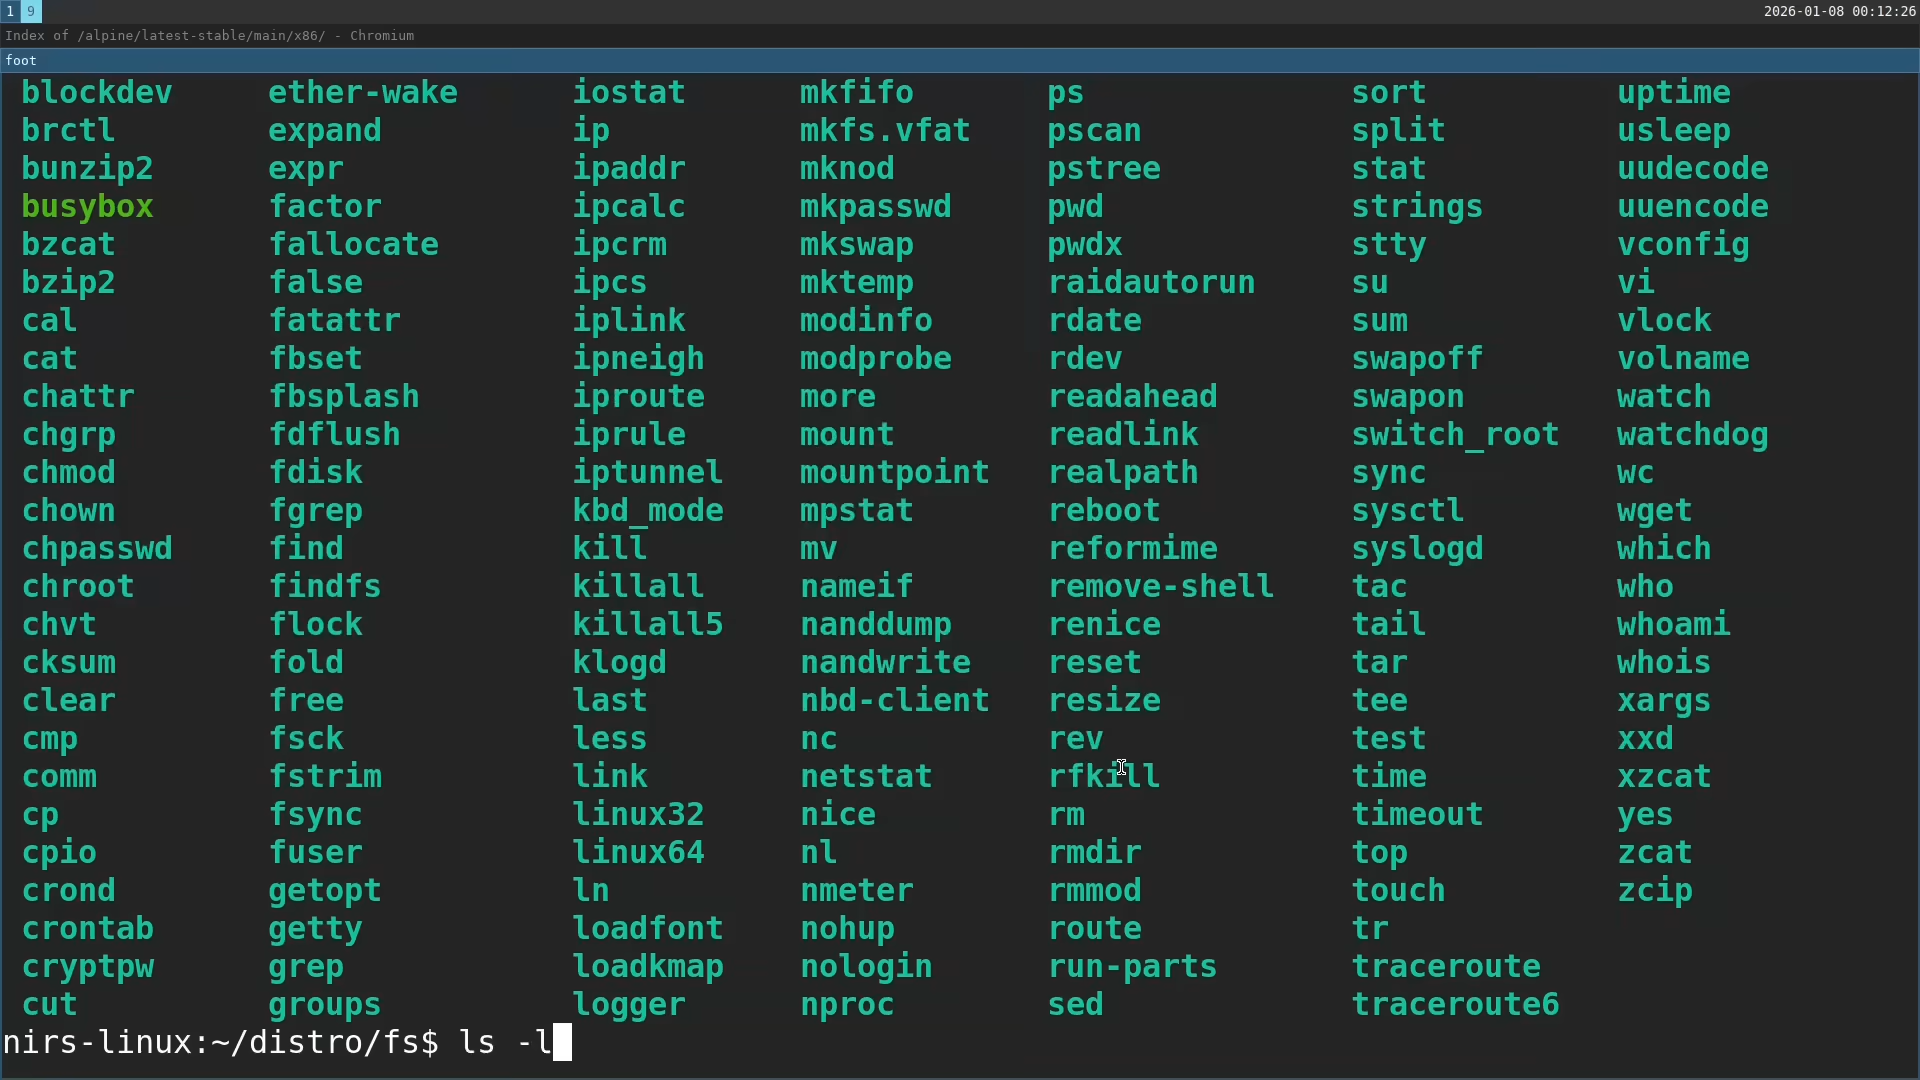 1 9 2026-01-08 00:12:26
Index of /alpine/latest-stable/main/x86/ - Chromium
foot
blockdev ether-wake iostat mkfifo ps sort uptime
brctl expand ip mkfs.vfat pscan split usleep
bunzip2 expr ipaddr mknod pstree stat uudecode
busybox factor ipcalc mkpasswd pwd strings uuencode
bzcat fallocate ipcrm mkswap pwdx stty vconfig
bzip2 false ipcs mktemp raidautorun su vi
cal fatattr iplink modinfo rdate sum vlock
cat fbset ipneigh modprobe rdev swapoff volname
chattr fbsplash iproute more readahead swapon watch
chgrp fdflush iprule mount readlink switch_root watchdog
chmod fdisk iptunnel mountpoint realpath sync wc
chown fgrep kbd_mode mpstat reboot sysctl wget
chpasswd find kill mv reformime syslogd which
chroot findfs killall nameif remove-shell tac who
chvt flock killall5 nanddump renice tail whoami
cksum fold klogd nandwrite reset tar whois
clear free last nbd-client resize tee xargs
cmp fsck less nc rev test xxd
comm fstrim link netstat rfkill time xzcat
cp fsync linux32 nice rm timeout yes
cpio fuser linux64 nl rmdir top zcat
crond getopt ln nmeter rmmod touch zcip
crontab getty loadfont nohup route tr
cryptpw grep loadkmap nologin run-parts traceroute
cut groups logger nproc sed traceroute6
nirs-linux:~/distro/fs$ ls -l